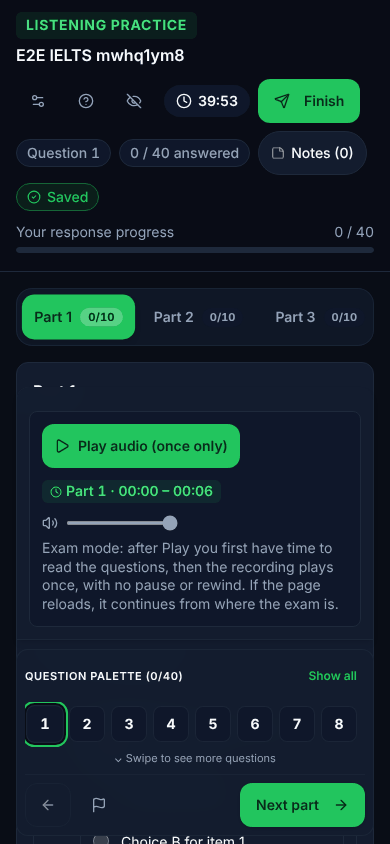 LISTENING PRACTICE
E2E IELTS mwhq1ym8
39:53
Finish
Question 1
0 / 40 answered
Notes (0)
Saved
Your response progress
0 / 40
Part 1 0/10
Part 2 0/10
Part 3 0/10
Play audio (once only)
Part 1 · 00:00 – 00:06
Exam mode: after Play you first have time to
read the questions, then the recording plays
once, with no pause or rewind. If the page
reloads, it continues from where the exam is.
QUESTION PALETTE (0/40)
Show all
1 2 3 4 5 6 7 8
Swipe to see more questions
Next part
Choice B for item 1